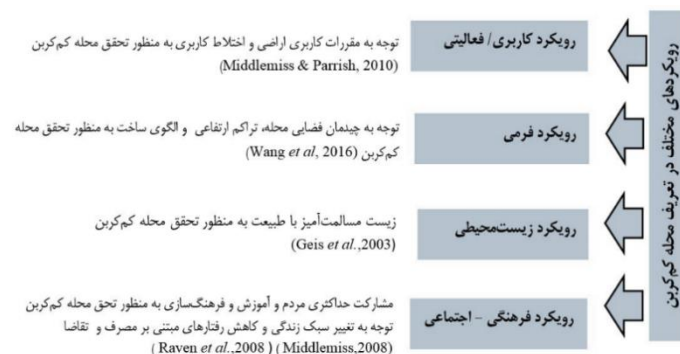 رویکردهای مختلف در تعریف محله کم‌کربن
رویکرد کاربری/ فعالیتی
توجه به مقررات کاربری اراضی و اختلاط کاربری به منظور تحقق محله کم‌کربن
(Middlemiss & Parrish, 2010)
رویکرد فرمی
توجه به چیدمان فضایی محله، تراکم ارتفاعی و الگوی ساخت به منظور تحقق محله
کم‌کربن (Wang et al, 2016)
رویکرد زیست‌محیطی
زیست مسالمت‌آمیز با طبیعت به منظور تحقق محله کم‌کربن
(Geis et al.,2003)
رویکرد فرهنگی - اجتماعی
مشارکت حداکثری مردم و آموزش و فرهنگ‌سازی به منظور تحق محله کم‌کربن
توجه به تغییر سبک زندگی و کاهش رفتارهای مبتنی بر مصرف و تقاضا
(Middlemiss,2008) (Raven et al.,2008 )